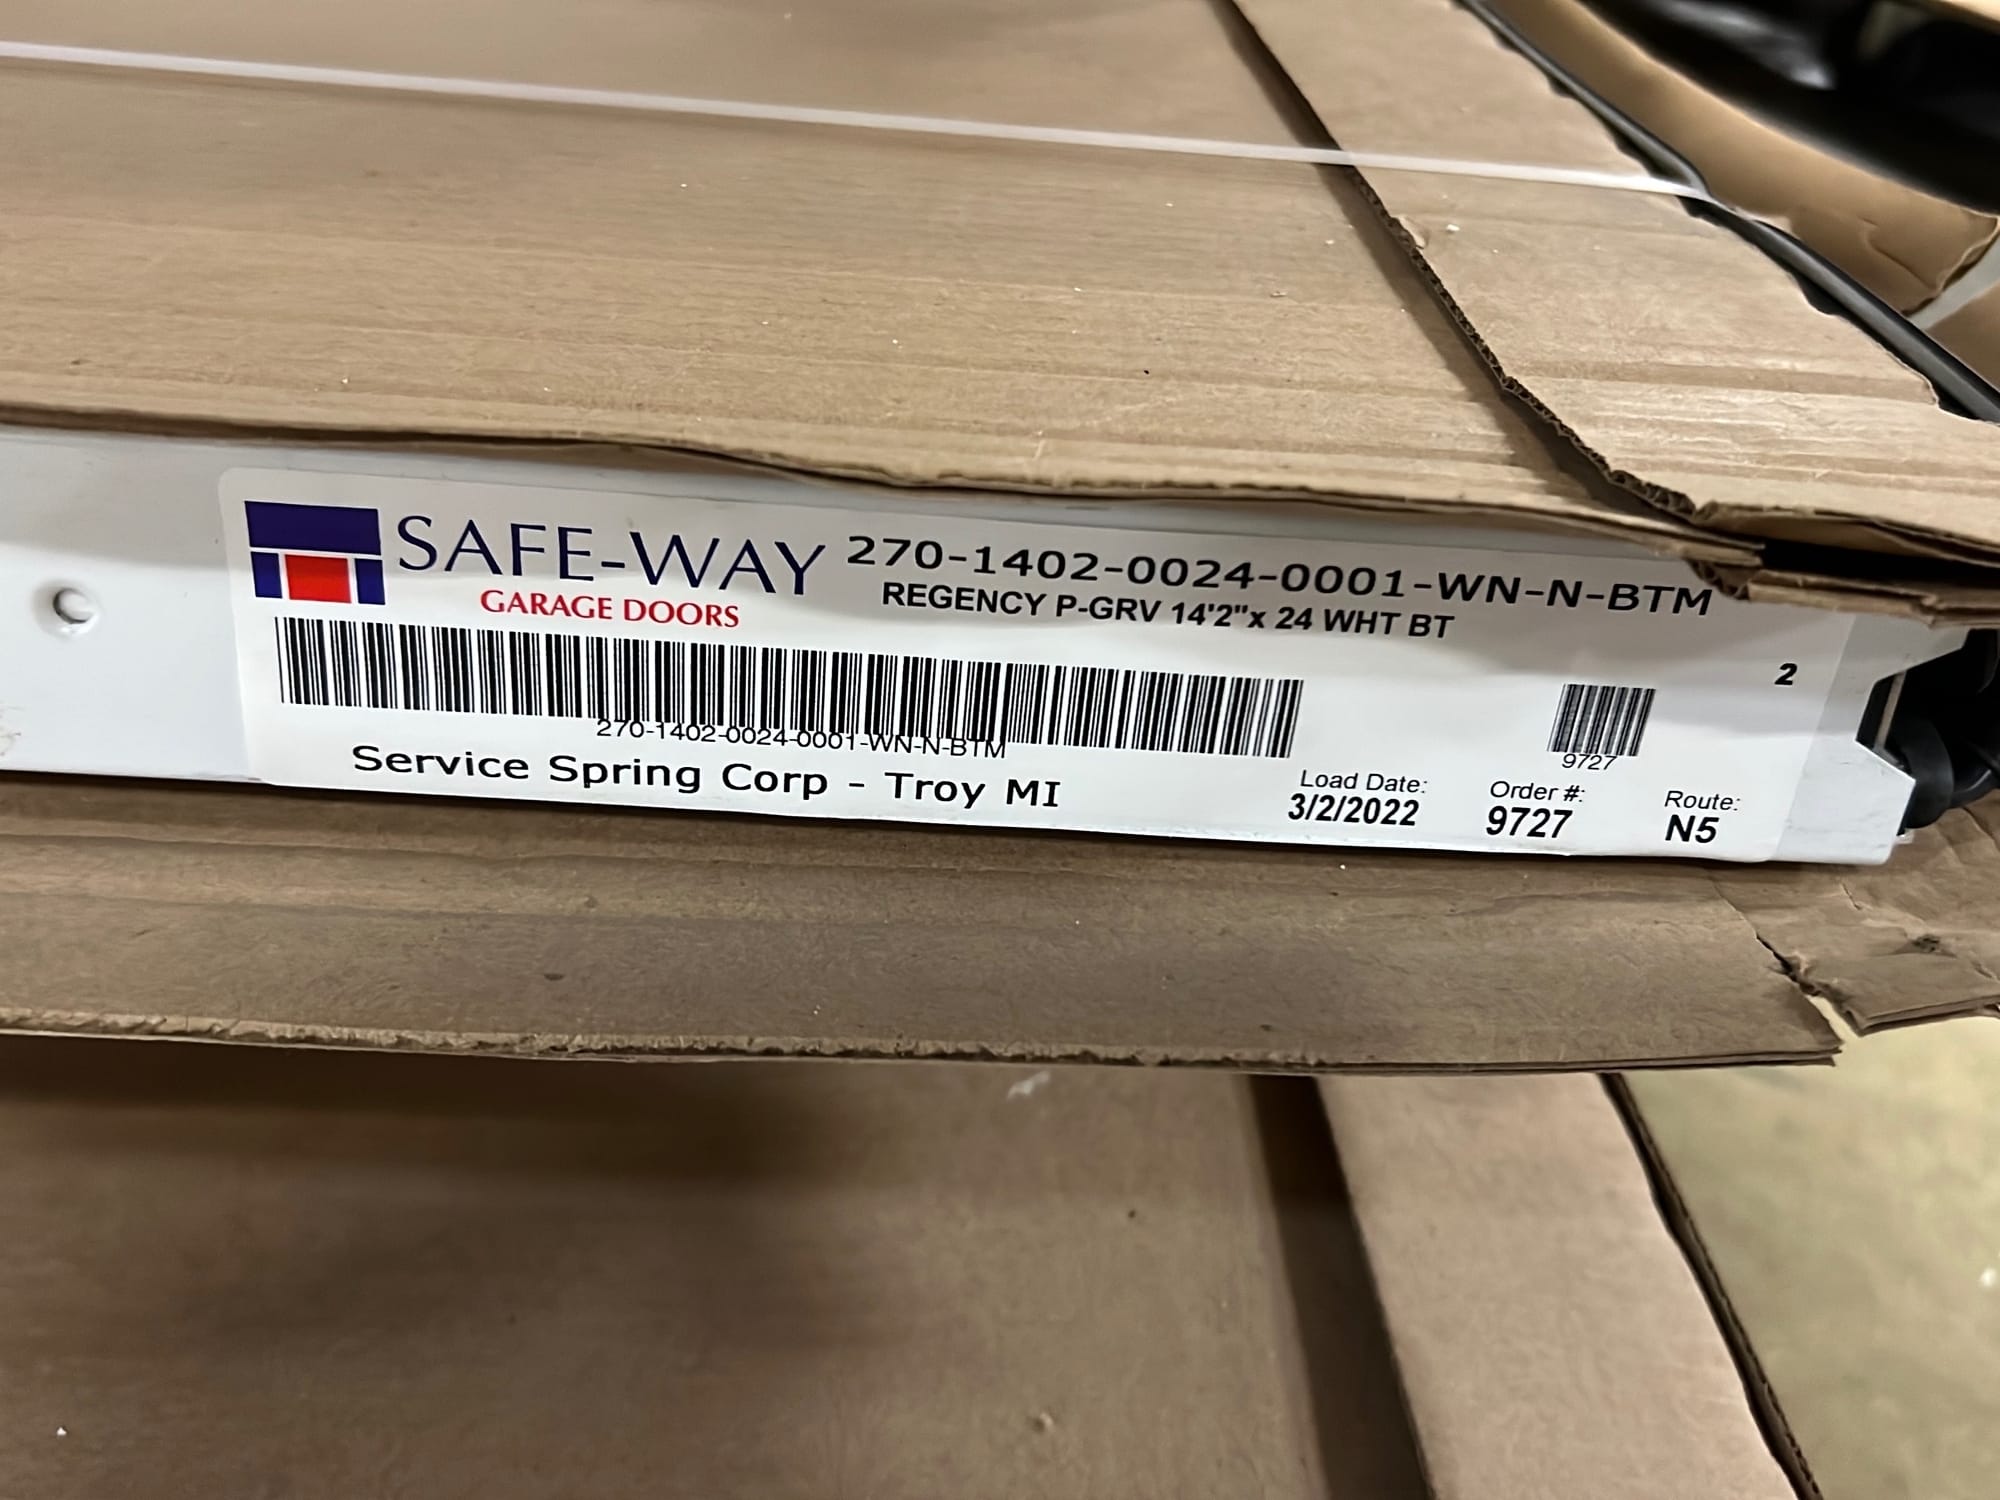 SAFE-WAY
GARAGE DOORS
270-1402-0024-0001-WN-N-BTM
REGENCY P-GRV 14'2"x 24 WHT BT
2
270-1402-0024-0001-WN-N-BTM
9727
Service Spring Corp - Troy MI
Load Date:
3/2/2022
Order #:
9727
Route:
N5